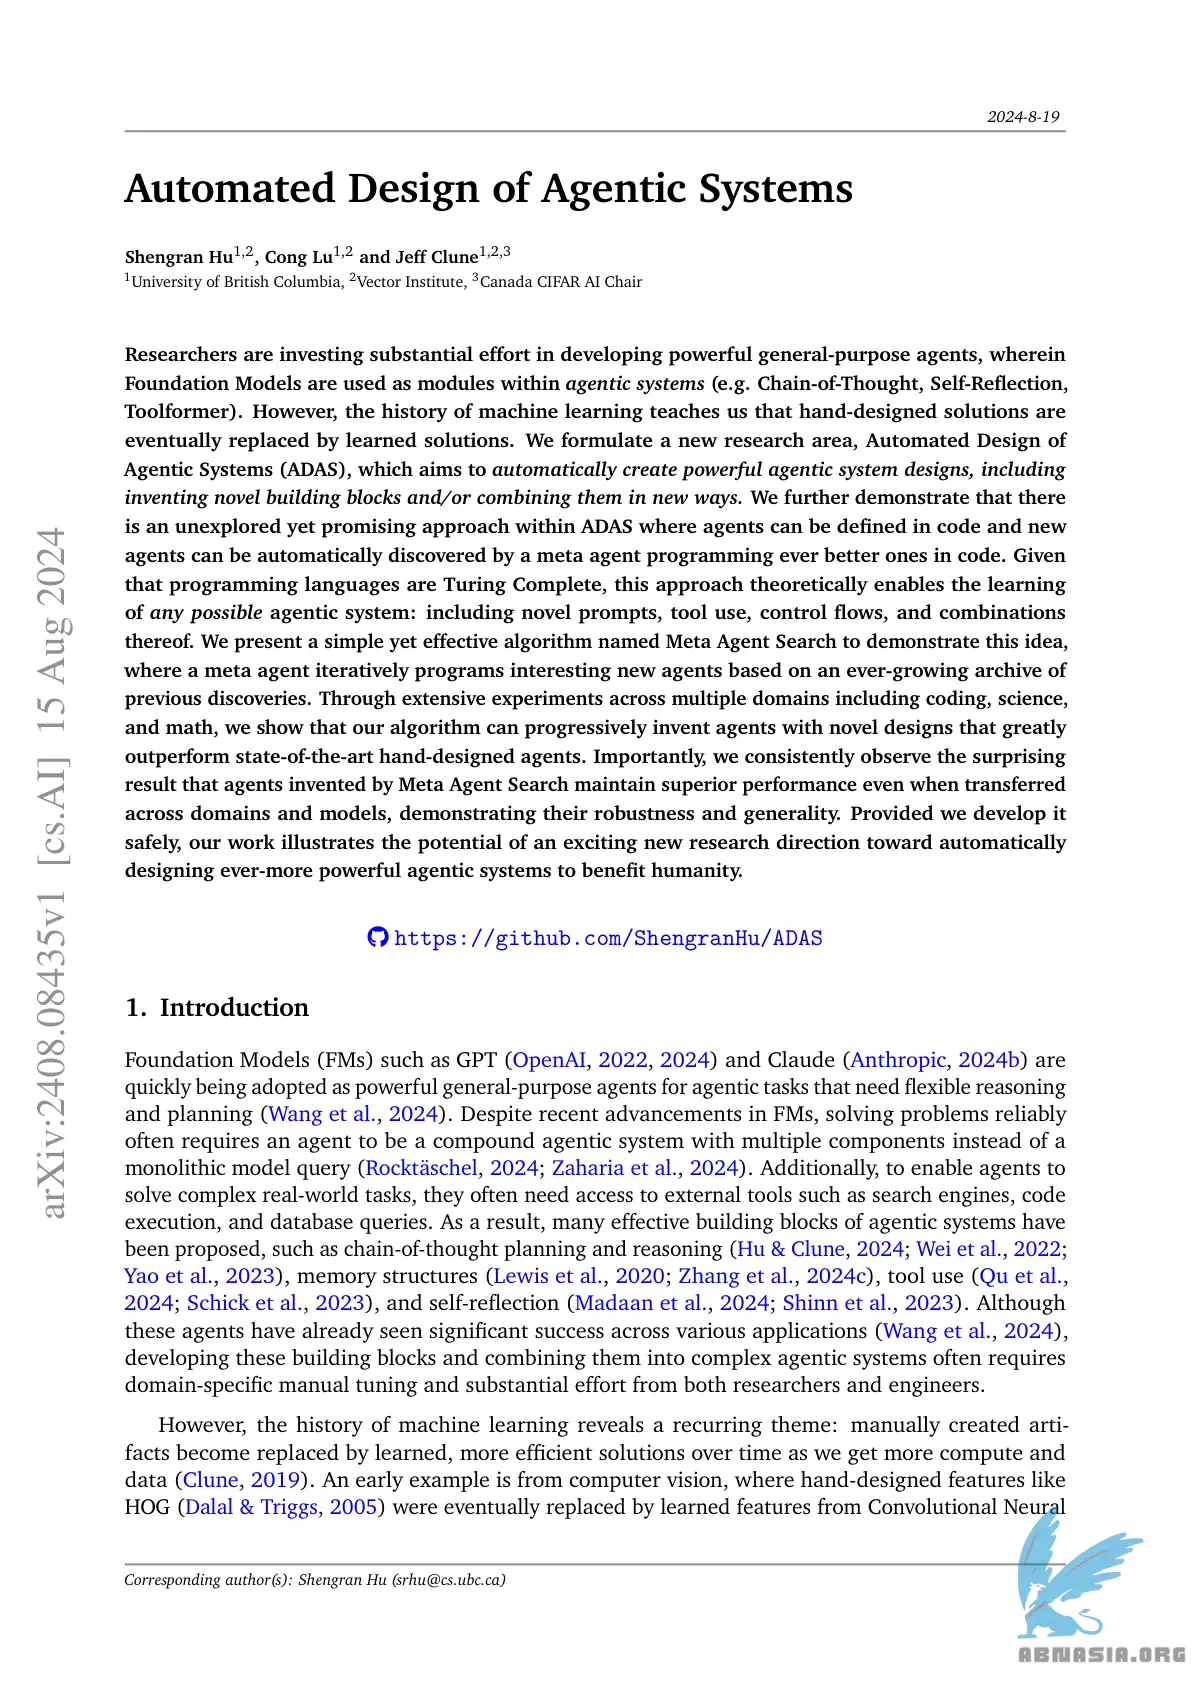 2024-8-19
Automated Design of Agentic Systems
Shengran Hu1,2, Cong Lu1,2 and Jeff Clune1,2,3
1University of British Columbia, 2Vector Institute, 3Canada CIFAR AI Chair
Researchers are investing substantial effort in developing powerful general-purpose agents, wherein
Foundation Models are used as modules within agentic systems (e.g. Chain-of-Thought, Self-Reflection,
Toolformer). However, the history of machine learning teaches us that hand-designed solutions are
eventually replaced by learned solutions. We formulate a new research area, Automated Design of
Agentic Systems (ADAS), which aims to automatically create powerful agentic system designs, including
inventing novel building blocks and/or combining them in new ways. We further demonstrate that there
is an unexplored yet promising approach within ADAS where agents can be defined in code and new
agents can be automatically discovered by a meta agent programming ever better ones in code. Given
that programming languages are Turing Complete, this approach theoretically enables the learning
of any possible agentic system: including novel prompts, tool use, control flows, and combinations
thereof. We present a simple yet effective algorithm named Meta Agent Search to demonstrate this idea,
where a meta agent iteratively programs interesting new agents based on an ever-growing archive of
previous discoveries. Through extensive experiments across multiple domains including coding, science,
and math, we show that our algorithm can progressively invent agents with novel designs that greatly
outperform state-of-the-art hand-designed agents. Importantly, we consistently observe the surprising
result that agents invented by Meta Agent Search maintain superior performance even when transferred
across domains and models, demonstrating their robustness and generality. Provided we develop it
safely, our work illustrates the potential of an exciting new research direction toward automatically
designing ever-more powerful agentic systems to benefit humanity.
https://github.com/ShengranHu/ADAS
1. Introduction
Foundation Models (FMs) such as GPT (OpenAI, 2022, 2024) and Claude (Anthropic, 2024b) are
quickly being adopted as powerful general-purpose agents for agentic tasks that need flexible reasoning
and planning (Wang et al., 2024). Despite recent advancements in FMs, solving problems reliably
often requires an agent to be a compound agentic system with multiple components instead of a
monolithic model query (Rocktäschel, 2024; Zaharia et al., 2024). Additionally, to enable agents to
solve complex real-world tasks, they often need access to external tools such as search engines, code
execution, and database queries. As a result, many effective building blocks of agentic systems have
been proposed, such as chain-of-thought planning and reasoning (Hu & Clune, 2024; Wei et al., 2022;
Yao et al., 2023), memory structures (Lewis et al., 2020; Zhang et al., 2024c), tool use (Qu et al.,
2024; Schick et al., 2023), and self-reflection (Madaan et al., 2024; Shinn et al., 2023). Although
these agents have already seen significant success across various applications (Wang et al., 2024),
developing these building blocks and combining them into complex agentic systems often requires
domain-specific manual tuning and substantial effort from both researchers and engineers.
However, the history of machine learning reveals a recurring theme: manually created arti-
facts become replaced by learned, more efficient solutions over time as we get more compute and
data (Clune, 2019). An early example is from computer vision, where hand-designed features like
HOG (Dalal & Triggs, 2005) were eventually replaced by learned features from Convolutional Neural
Corresponding author(s): Shengran Hu (srhu@cs.ubc.ca)
arXiv:2408.08435v1 [cs.AI] 15 Aug 2024
ABNASIA.ORG